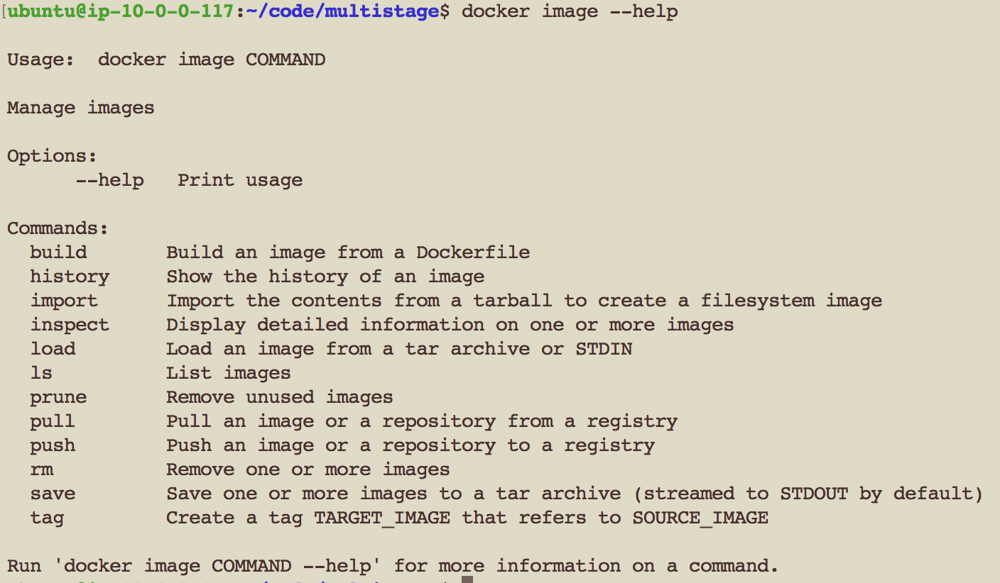 [ubuntu@ip-10-0-0-117:~/code/multistage$ docker image --help
Usage:  docker image COMMAND
Manage images
Options:
      --help   Print usage
Commands:
  build       Build an image from a Dockerfile
  history     Show the history of an image
  import      Import the contents from a tarball to create a filesystem image
  inspect     Display detailed information on one or more images
  load        Load an image from a tar archive or STDIN
  ls          List images
  prune       Remove unused images
  pull        Pull an image or a repository from a registry
  push        Push an image or a repository to a registry
  rm          Remove one or more images
  save        Save one or more images to a tar archive (streamed to STDOUT by default)
  tag         Create a tag TARGET_IMAGE that refers to SOURCE_IMAGE
Run 'docker image COMMAND --help' for more information on a command.